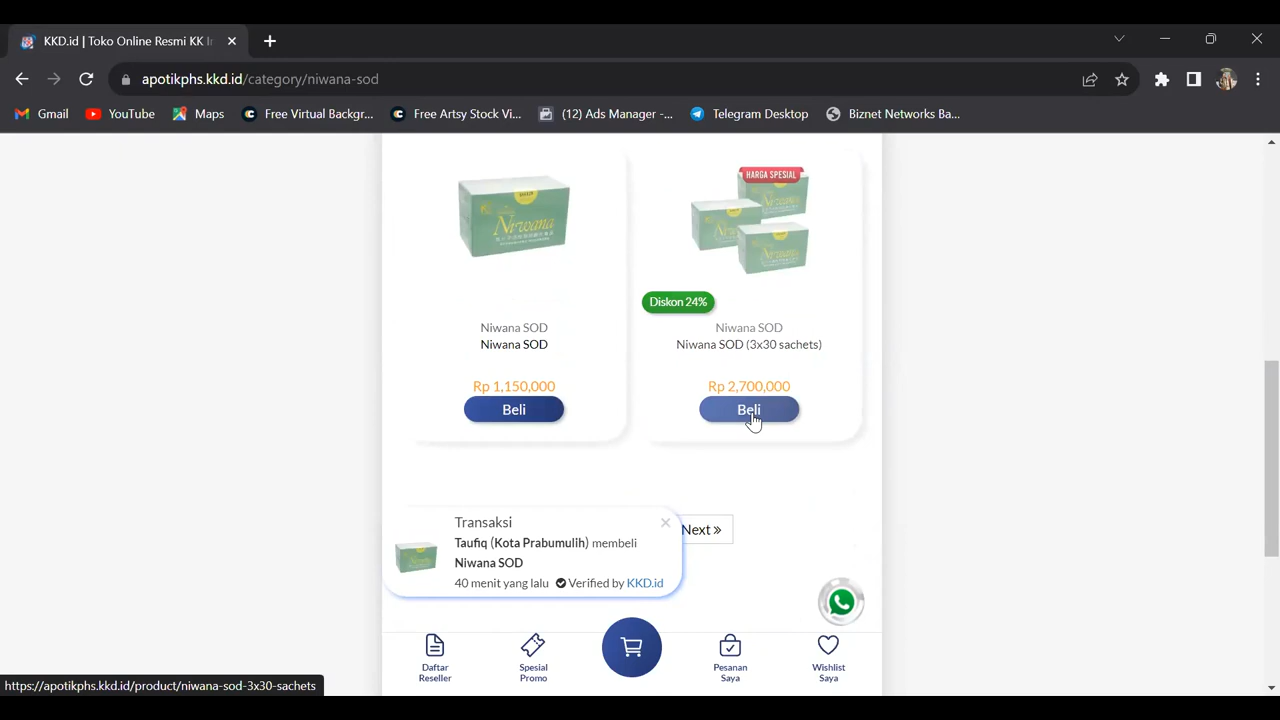 KKD.id | Toko Online Resmi KK I
apotikphs.kkd.id/category/niwana-sod
Gmail
YouTube
Maps
Free Virtual Backgr...
Free Artsy Stock Vi...
(12) Ads Manager -...
Telegram Desktop
Biznet Networks Ba...
Nirwana
HARGA SPESIAL
Nirwana
Diskon 24%
Niwana SOD
Niwana SOD
Rp 1,150,000
Beli
Niwana SOD
Niwana SOD (3x30 sachets)
Rp 2,700,000
Beli
Next »
Transaksi
Taufiq (Kota Prabumulih) membeli
Niwana SOD
40 menit yang lalu Verified by KKD.id
Daftar
Reseller
Spesial
Promo
Pesanan
Saya
Wishlist
Saya
https://apotikphs.kkd.id/product/niwana-sod-3x30-sachets